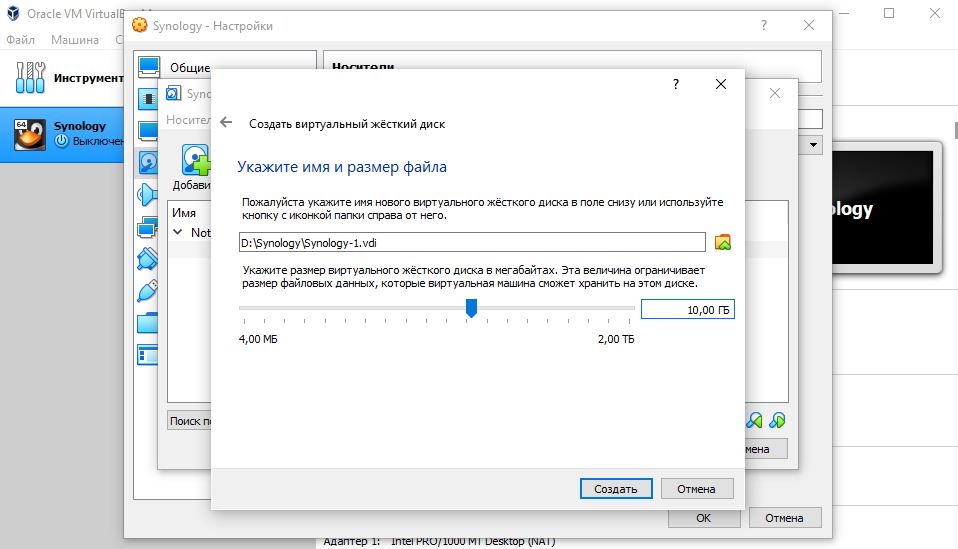 Oracle VM VirtualBox
Synology - Настройки
Файл Машина
Инструмент
64
Synology
Выключен
Общие
Носители
Создать виртуальный жёсткий диск
Носител
Добави
Укажите имя и размер файла
Пожалуйста укажите имя нового виртуального жёсткого диска в поле снизу или используйте
кнопку с иконкой папки справа от него.
Имя
Not
D:\Synology\Synology-1.vdi
ology
Укажите размер виртуального жёсткого диска в мегабайтах. Эта величина ограничивает
размер файловых данных, которые виртуальная машина сможет хранить на этом диске.
10,00 ГБ
4,00 МБ 2,00 ТБ
Поиск по
мена
Создать Отмена
OK Отмена
Адаптер 1: Intel PRO/1000 MT Desktop (NAT)